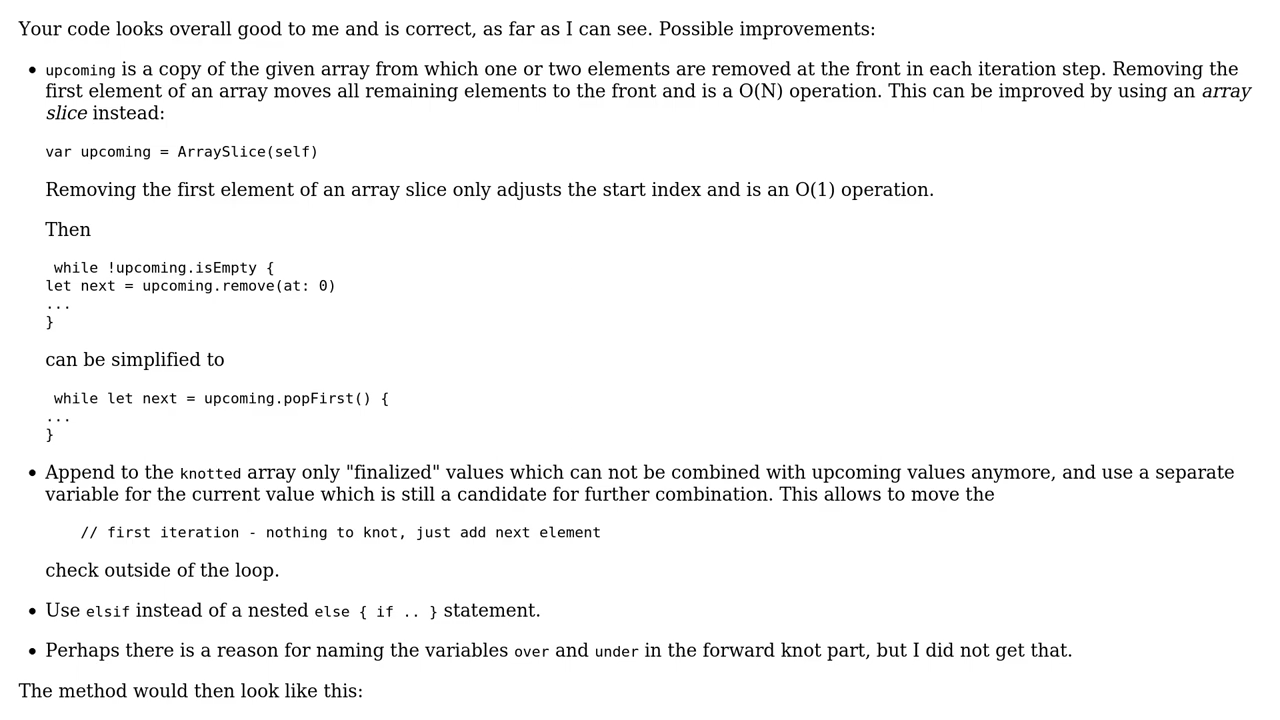 Your code looks overall good to me and is correct, as far as I can see. Possible improvements:
• upcoming is a copy of the given array from which one or two elements are removed at the front in each iteration step. Removing the
first element of an array moves all remaining elements to the front and is a O(N) operation. This can be improved by using an array
slice instead:
var upcoming = ArraySlice(self)
Removing the first element of an array slice only adjusts the start index and is an O(1) operation.
Then
while !upcoming.isEmpty {
let next = upcoming.remove(at: 0)
...
}
can be simplified to
while let next = upcoming.popFirst() {
...
}
• Append to the knotted array only "finalized" values which can not be combined with upcoming values anymore, and use a separate
variable for the current value which is still a candidate for further combination. This allows to move the
// first iteration - nothing to knot, just add next element
check outside of the loop.
• Use elsif instead of a nested else { if .. } statement.
• Perhaps there is a reason for naming the variables over and under in the forward knot part, but I did not get that.
The method would then look like this: